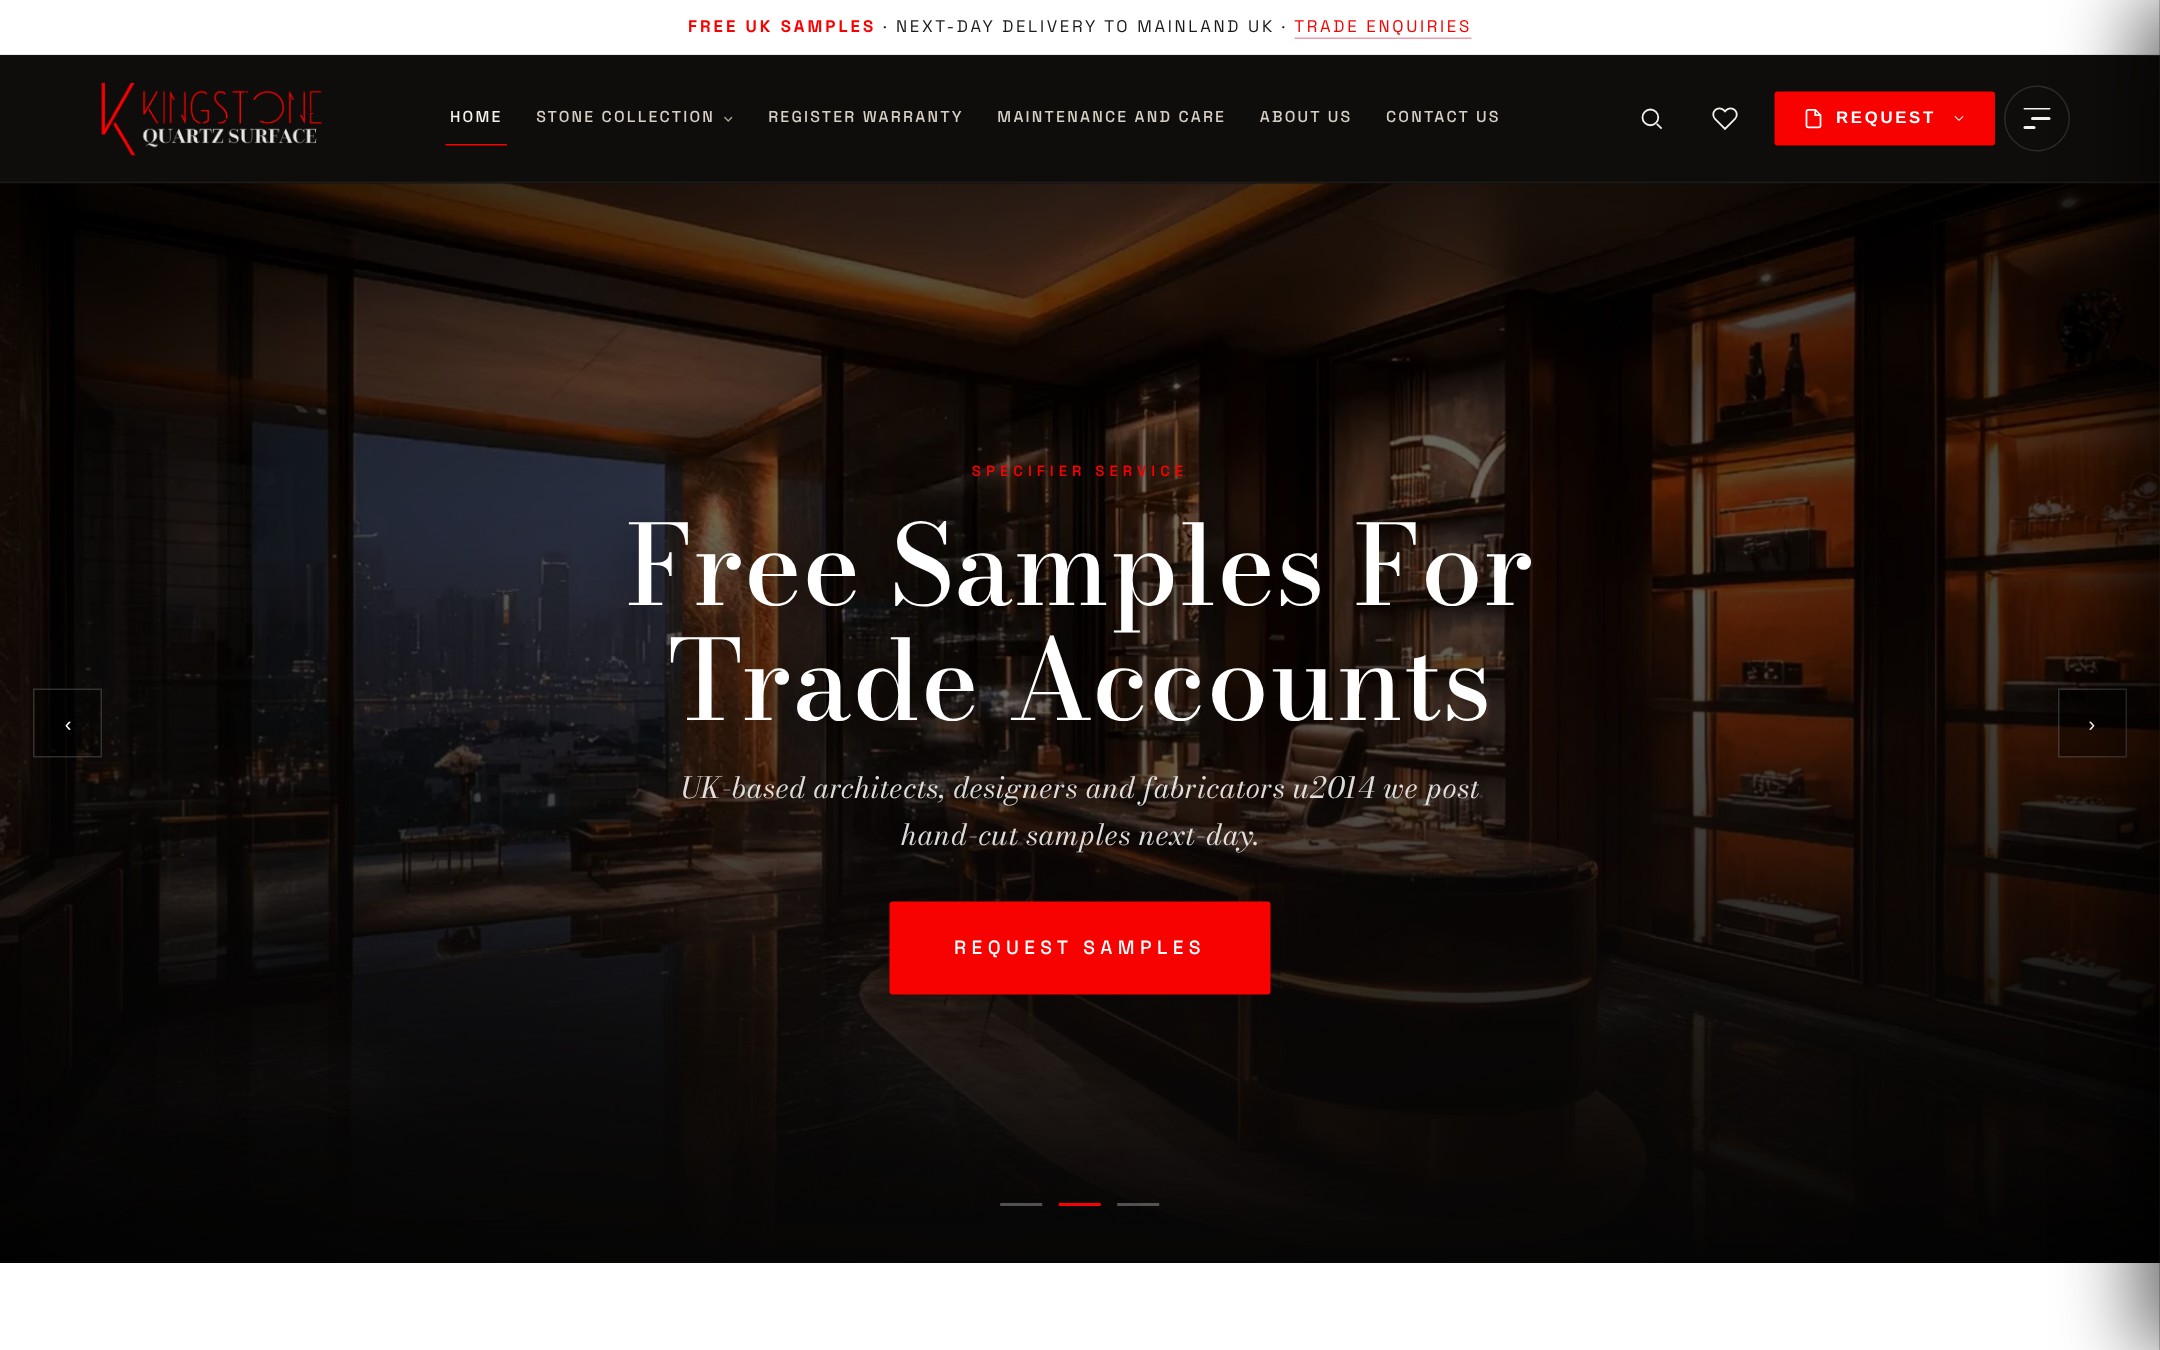 FREE UK SAMPLES · NEXT-DAY DELIVERY TO MAINLAND UK · TRADE ENQUIRIES
KINGSTONE
QUARTZ SURFACE
HOME STONE COLLECTION REGISTER WARRANTY MAINTENANCE AND CARE ABOUT US CONTACT US
REQUEST
SPECIFIER SERVICE
Free Samples For
Trade Accounts
UK-based architects, designers and fabricators u2014 we post
hand-cut samples next-day.
REQUEST SAMPLES